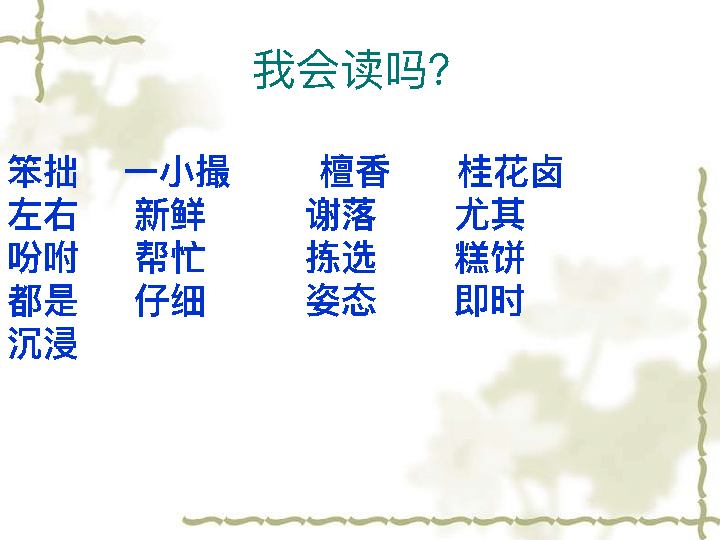 我会读吗?
笨拙 一小撮 檀香 桂花卤
左右 新鲜 谢落 尤其
吩咐 帮忙 拣选 糕饼
都是 仔细 姿态 即时
沉浸